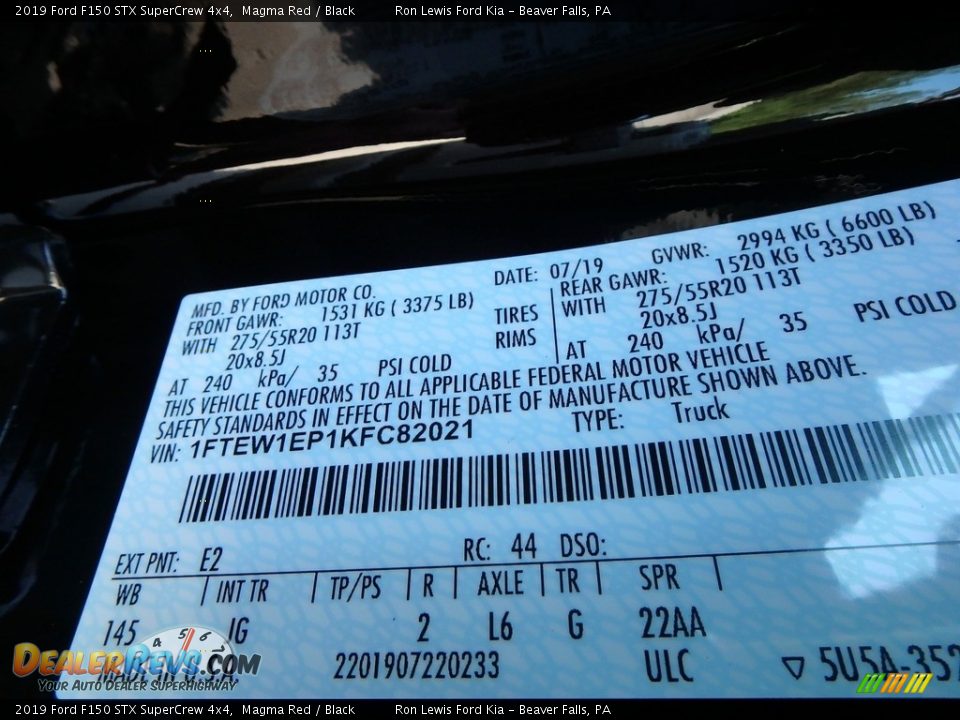 2019 Ford F150 STX SuperCrew 4x4, Magma Red / Black Ron Lewis Ford Kia - Beaver Falls, PA
MFD. BY FORD MOTOR CO. DATE: 07/19 GVWR: 2994 KG ( 6600 LB)
FRONT GAWR: 1531 KG ( 3375 LB) REAR GAWR: 1520 KG ( 3350 LB)
WITH 275/55R20 113T TIRES WITH 275/55R20 113T
20x8.5J RIMS 20x8.5J
AT 240 kPa/ 35 PSI COLD AT 240 kPa/ 35 PSI COLD
THIS VEHICLE CONFORMS TO ALL APPLICABLE FEDERAL MOTOR VEHICLE
SAFETY STANDARDS IN EFFECT ON THE DATE OF MANUFACTURE SHOWN ABOVE.
VIN: 1FTEW1EP1KFC82021 TYPE: Truck
EXT PNT: E2 RC: 44 DSO:
WB INT TR TP/PS R AXLE TR SPR
145 IG 2 L6 G 22AA
MADE IN U.S.A. 2201907220233 ULC 5U5A-352
4 5 6
DealerRevs.com
Your Auto Dealer SuperHighway
2019 Ford F150 STX SuperCrew 4x4, Magma Red / Black Ron Lewis Ford Kia - Beaver Falls, PA